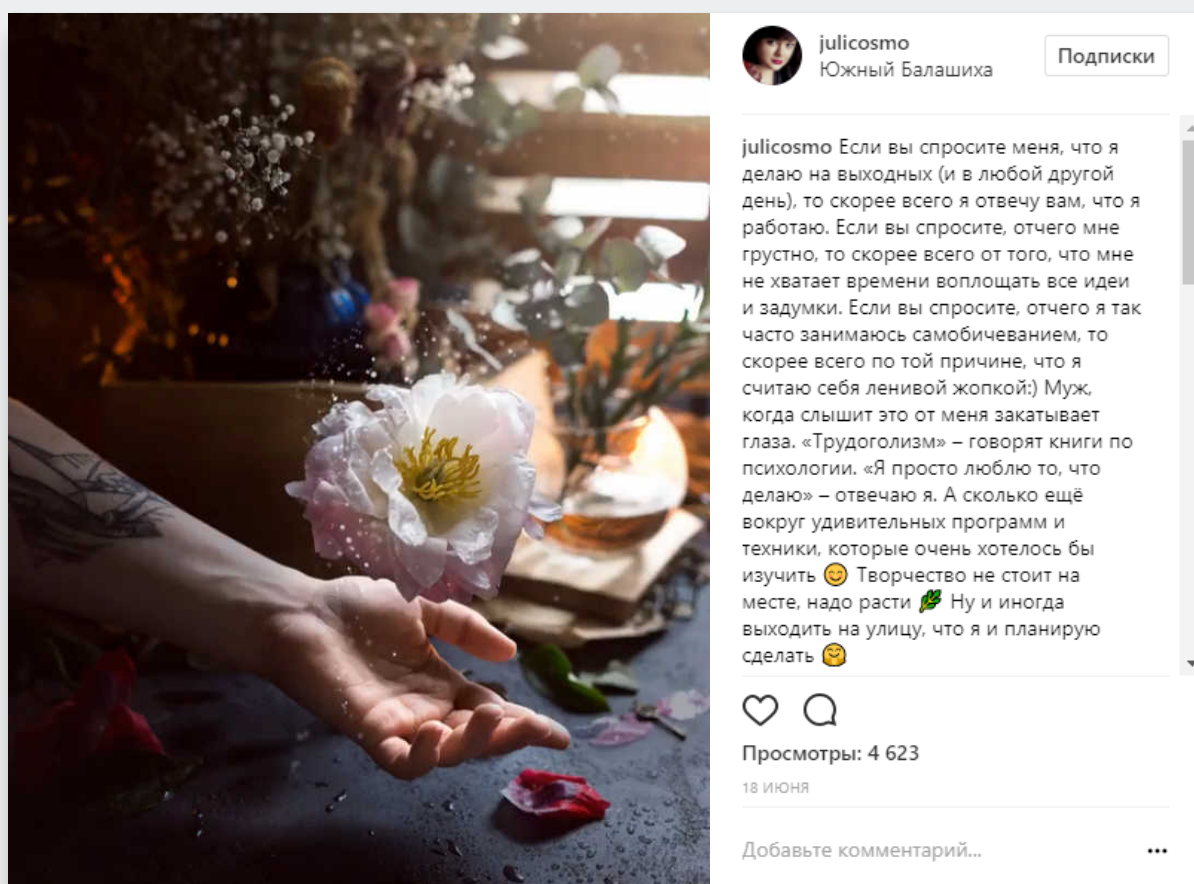 julicosmo
Южный Балашиха
Подписки
julicosmo Если вы спросите меня, что я
делаю на выходных (и в любой другой
день), то скорее всего я отвечу вам, что я
работаю. Если вы спросите, отчего мне
грустно, то скорее всего от того, что мне
не хватает времени воплощать все идеи
и задумки. Если вы спросите, отчего я так
часто занимаюсь самобичеванием, то
скорее всего по той причине, что я
считаю себя ленивой жопкой:) Муж,
когда слышит это от меня закатывает
глаза. «Трудоголизм» – говорят книги по
психологии. «Я просто люблю то, что
делаю» – отвечаю я. А сколько ещё
вокруг удивительных программ и
техники, которые очень хотелось бы
изучить 😊 Творчество не стоит на
месте, надо расти 🌿 Ну и иногда
выходить на улицу, что я и планирую
сделать 🤗
Просмотры: 4 623
18 ИЮНЯ
Добавьте комментарий...